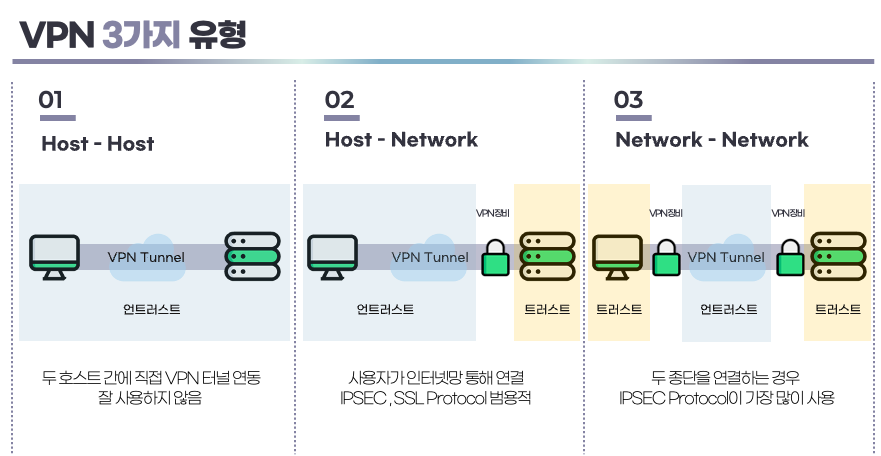 VPN 3가지 유형
01
Host - Host
VPN Tunnel
언트러스트
두 호스트 간에 직접 VPN 터널 연동
잘 사용하지 않음
02
Host - Network
VPN장비
VPN Tunnel
언트러스트
트러스트
사용자가 인터넷망 통해 연결
IPSEC , SSL Protocol 범용적
03
Network - Network
VPN장비
VPN장비
VPN Tunnel
트러스트
언트러스트
트러스트
두 종단을 연결하는 경우
IPSEC Protocol이 가장 많이 사용